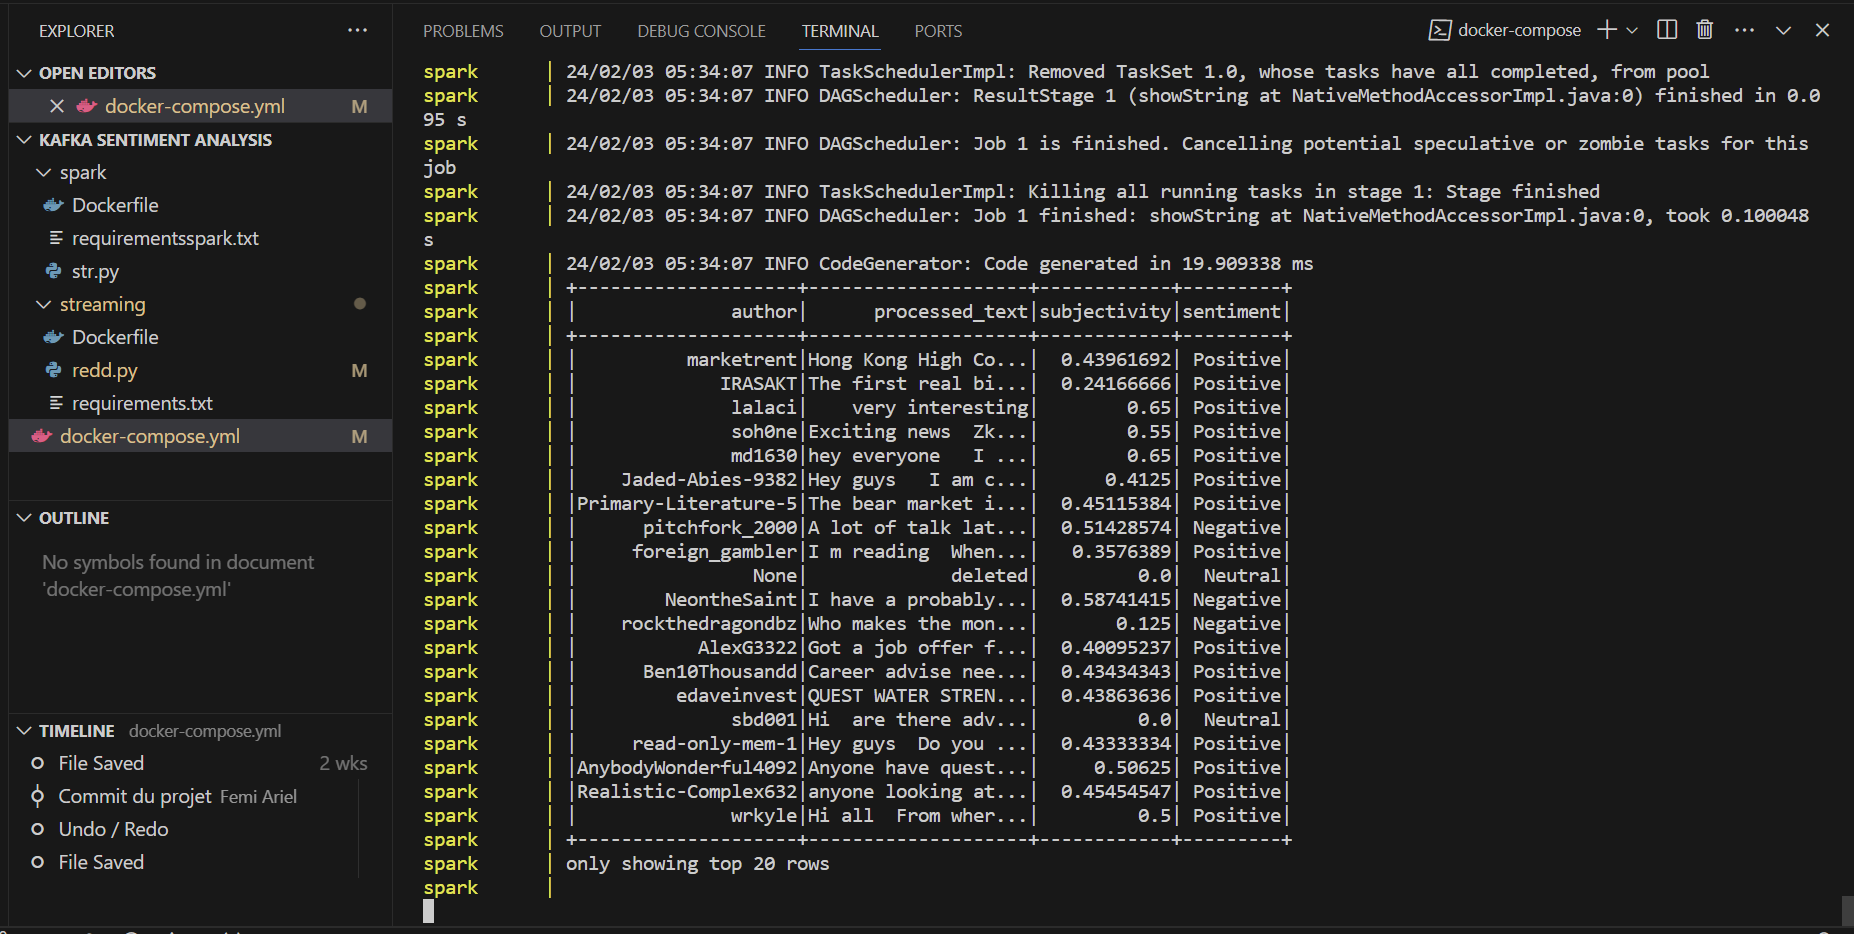 EXPLORER
OPEN EDITORS
docker-compose.yml M
KAFKA SENTIMENT ANALYSIS
spark
Dockerfile
requirementsspark.txt
str.py
streaming
Dockerfile
redd.py M
requirements.txt
docker-compose.yml M
OUTLINE
No symbols found in document
'docker-compose.yml'
TIMELINE docker-compose.yml
File Saved 2 wks
Commit du projet Femi Ariel
Undo / Redo
File Saved
PROBLEMS OUTPUT DEBUG CONSOLE TERMINAL PORTS docker-compose
spark | 24/02/03 05:34:07 INFO TaskSchedulerImpl: Removed TaskSet 1.0, whose tasks have all completed, from pool
spark | 24/02/03 05:34:07 INFO DAGScheduler: ResultStage 1 (showString at NativeMethodAccessorImpl.java:0) finished in 0.0
95 s
spark | 24/02/03 05:34:07 INFO DAGScheduler: Job 1 is finished. Cancelling potential speculative or zombie tasks for this
job
spark | 24/02/03 05:34:07 INFO TaskSchedulerImpl: Killing all running tasks in stage 1: Stage finished
spark | 24/02/03 05:34:07 INFO DAGScheduler: Job 1 finished: showString at NativeMethodAccessorImpl.java:0, took 0.100048
s
spark | 24/02/03 05:34:07 INFO CodeGenerator: Code generated in 19.909338 ms
spark | +--------------------+--------------------+------------+---------+
spark | |              author|      processed_text|subjectivity|sentiment|
spark | +--------------------+--------------------+------------+---------+
spark | |          marketrent|Hong Kong High Co...|  0.43961692| Positive|
spark | |             IRASAKT|The first real bi...|  0.24166666| Positive|
spark | |              lalaci|    very interesting|        0.65| Positive|
spark | |              soh0ne|Exciting news  Zk...|        0.55| Positive|
spark | |              md1630|hey everyone   I ...|        0.65| Positive|
spark | |    Jaded-Abies-9382|Hey guys   I am c...|      0.4125| Positive|
spark | |Primary-Literature-5|The bear market i...|  0.45115384| Positive|
spark | |      pitchfork_2000|A lot of talk lat...|  0.51428574| Negative|
spark | |     foreign_gambler|I m reading  When...|   0.3576389| Positive|
spark | |                None|             deleted|         0.0|  Neutral|
spark | |        NeontheSaint|I have a probably...|  0.58741415| Negative|
spark | |    rockthedragondbz|Who makes the mon...|       0.125| Negative|
spark | |           AlexG3322|Got a job offer f...|  0.40095237| Positive|
spark | |      Ben10Thousandd|Career advise nee...|  0.43434343| Positive|
spark | |         edaveinvest|QUEST WATER STREN...|  0.43863636| Positive|
spark | |              sbd001|Hi  are there adv...|         0.0|  Neutral|
spark | |     read-only-mem-1|Hey guys  Do you ...|  0.43333334| Positive|
spark | |AnybodyWonderful4092|Anyone have quest...|     0.50625| Positive|
spark | |Realistic-Complex632|anyone looking at...|  0.45454547| Positive|
spark | |              wrkyle|Hi all  From wher...|         0.5| Positive|
spark | +--------------------+--------------------+------------+---------+
spark | only showing top 20 rows
spark |